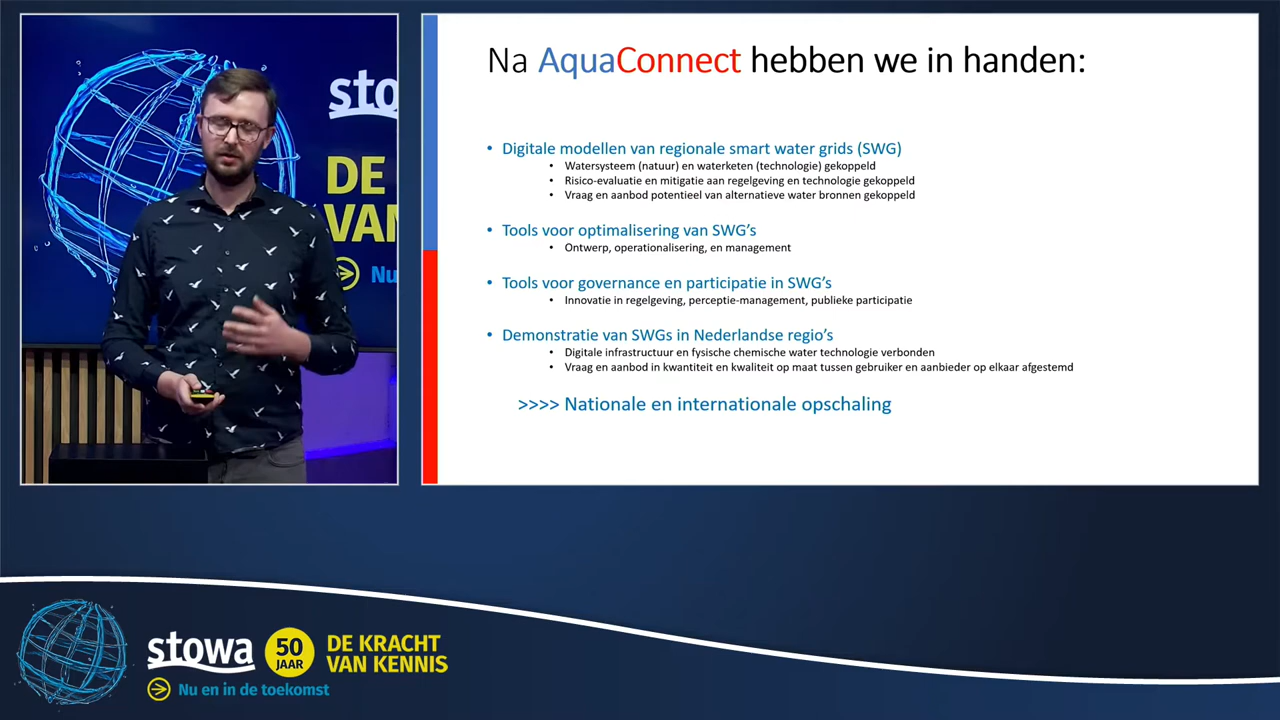 stowa
DE
VAN
Nu
Na AquaConnect hebben we in handen:
• Digitale modellen van regionale smart water grids (SWG)
• Watersysteem (natuur) en waterketen (technologie) gekoppeld
• Risico-evaluatie en mitigatie aan regelgeving en technologie gekoppeld
• Vraag en aanbod potentieel van alternatieve water bronnen gekoppeld
• Tools voor optimalisering van SWG's
• Ontwerp, operationalisering, en management
• Tools voor governance en participatie in SWG's
• Innovatie in regelgeving, perceptie-management, publieke participatie
• Demonstratie van SWGs in Nederlandse regio's
• Digitale infrastructuur en fysische chemische water technologie verbonden
• Vraag en aanbod in kwantiteit en kwaliteit op maat tussen gebruiker en aanbieder op elkaar afgestemd
>>>> Nationale en internationale opschaling
stowa
50
JAAR
DE KRACHT
VAN KENNIS
Nu en in de toekomst